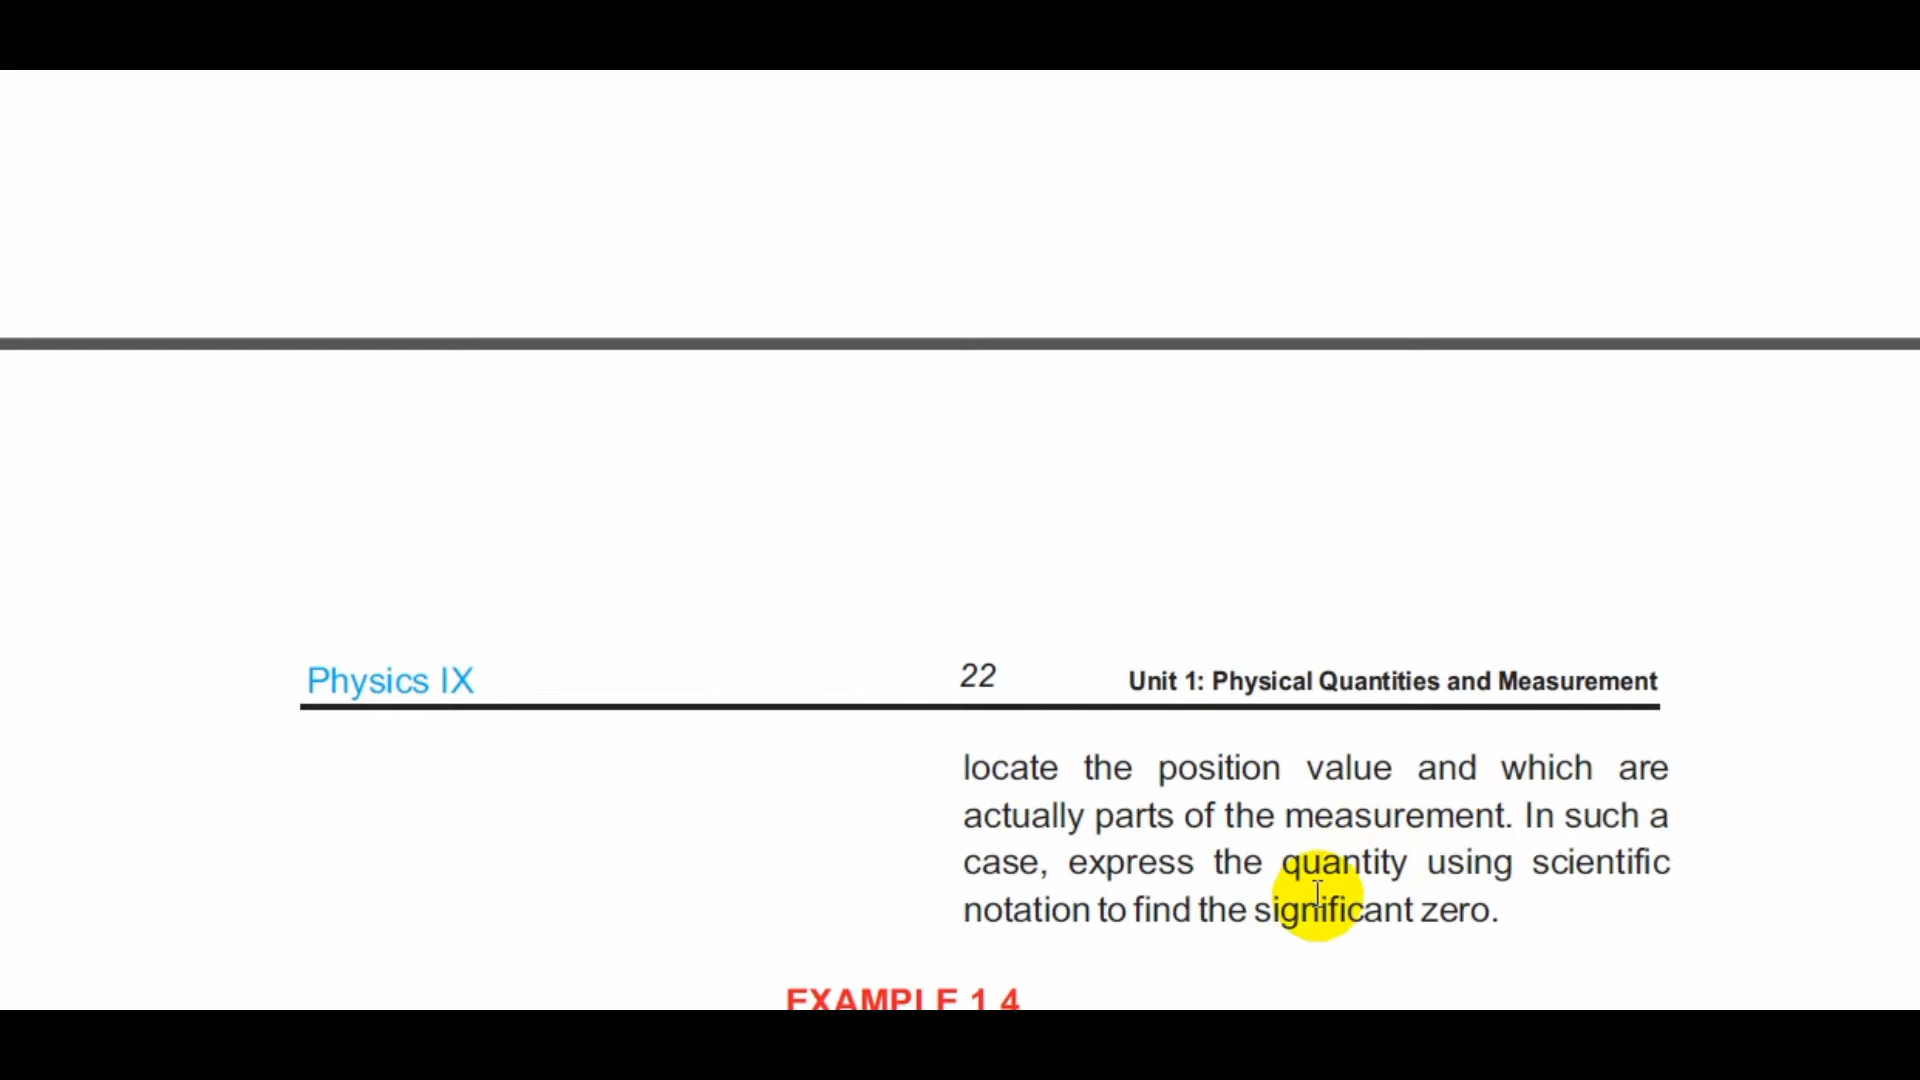 Physics IX 22 Unit 1: Physical Quantities and Measurement
locate the position value and which are
actually parts of the measurement. In such a
case, express the quantity using scientific
notation to find the significant zero.
EXAMPLE 1.4